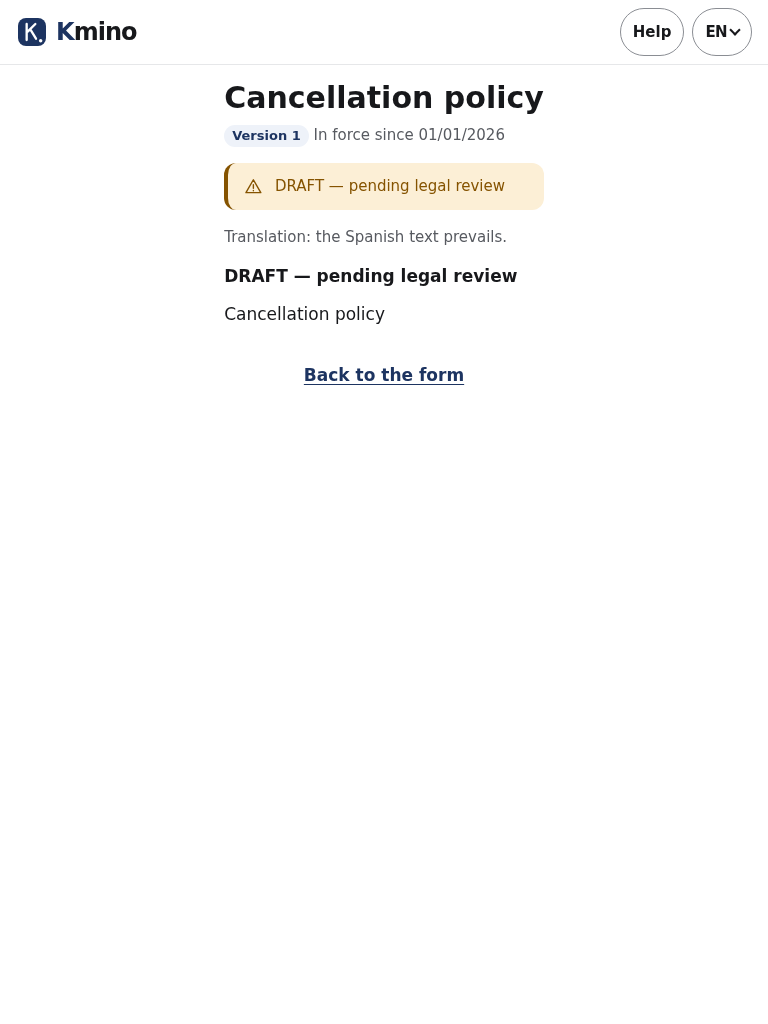 Kmino
Help
EN
Cancellation policy
Version 1 In force since 01/01/2026
DRAFT — pending legal review
Translation: the Spanish text prevails.
DRAFT — pending legal review
Cancellation policy
Back to the form